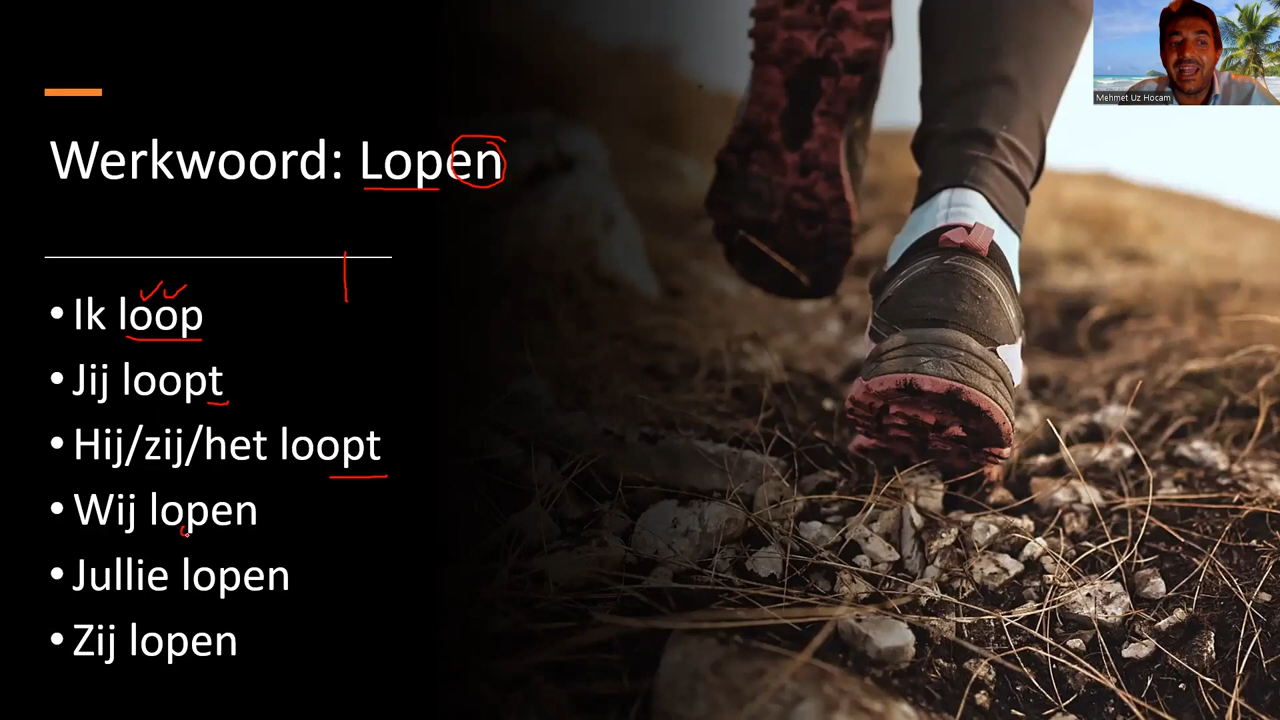 Mehmet Uz Hocam
Werkwoord: Lopen
• Ik loop
• Jij loopt
• Hij/zij/het loopt
• Wij lopen
• Jullie lopen
• Zij lopen